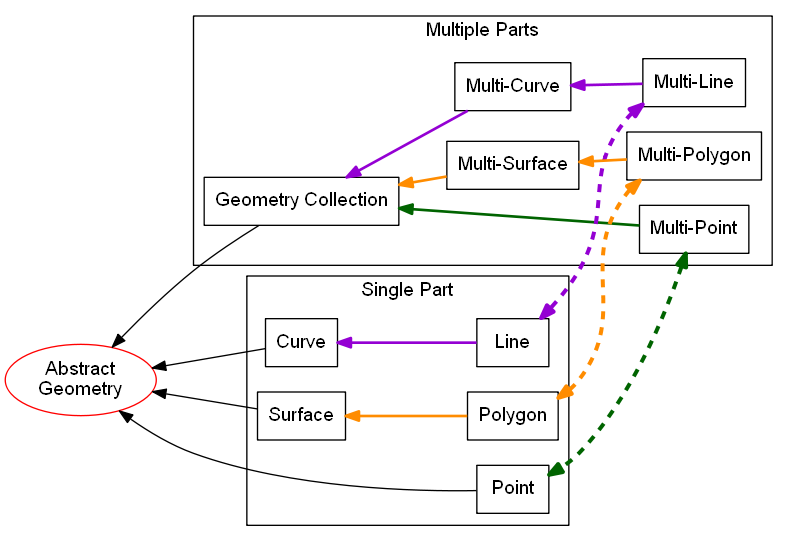 Multiple Parts
Multi-Curve
Multi-Line
Multi-Surface
Multi-Polygon
Geometry Collection
Multi-Point
Single Part
Curve
Line
Abstract
Geometry
Surface
Polygon
Point